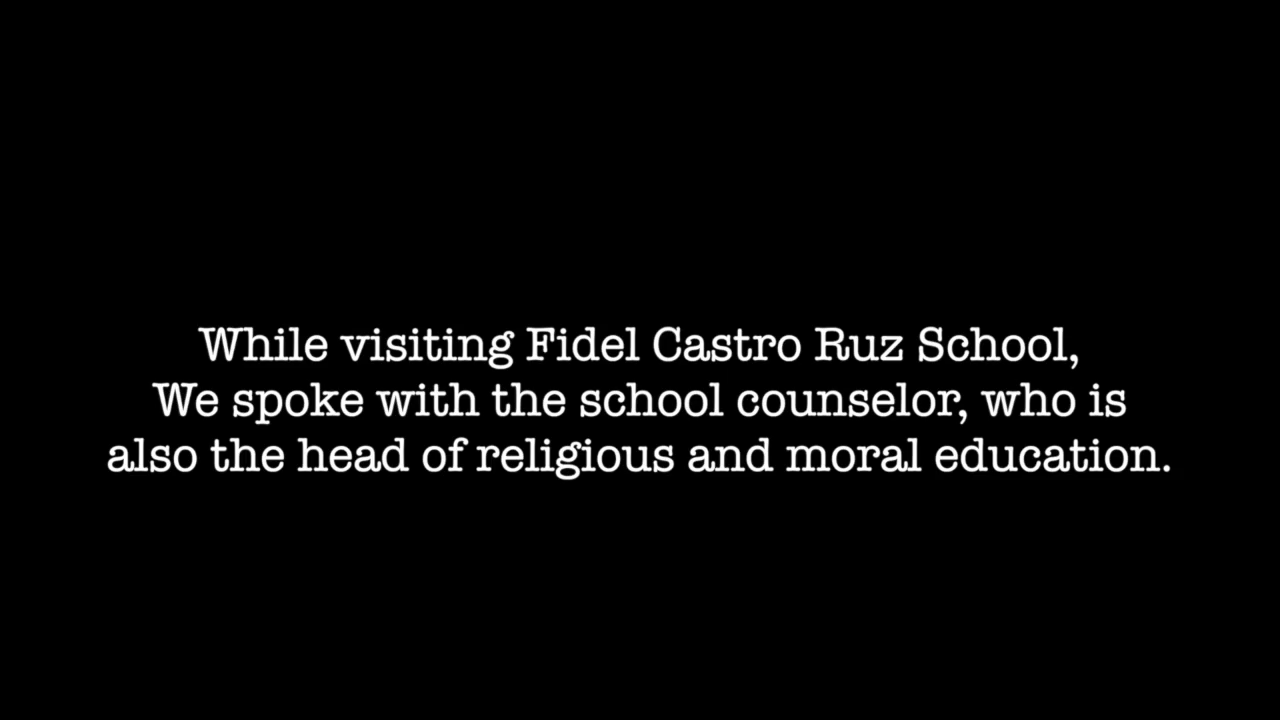 While visiting Fidel Castro Ruz School,
We spoke with the school counselor, who is
also the head of religious and moral education.